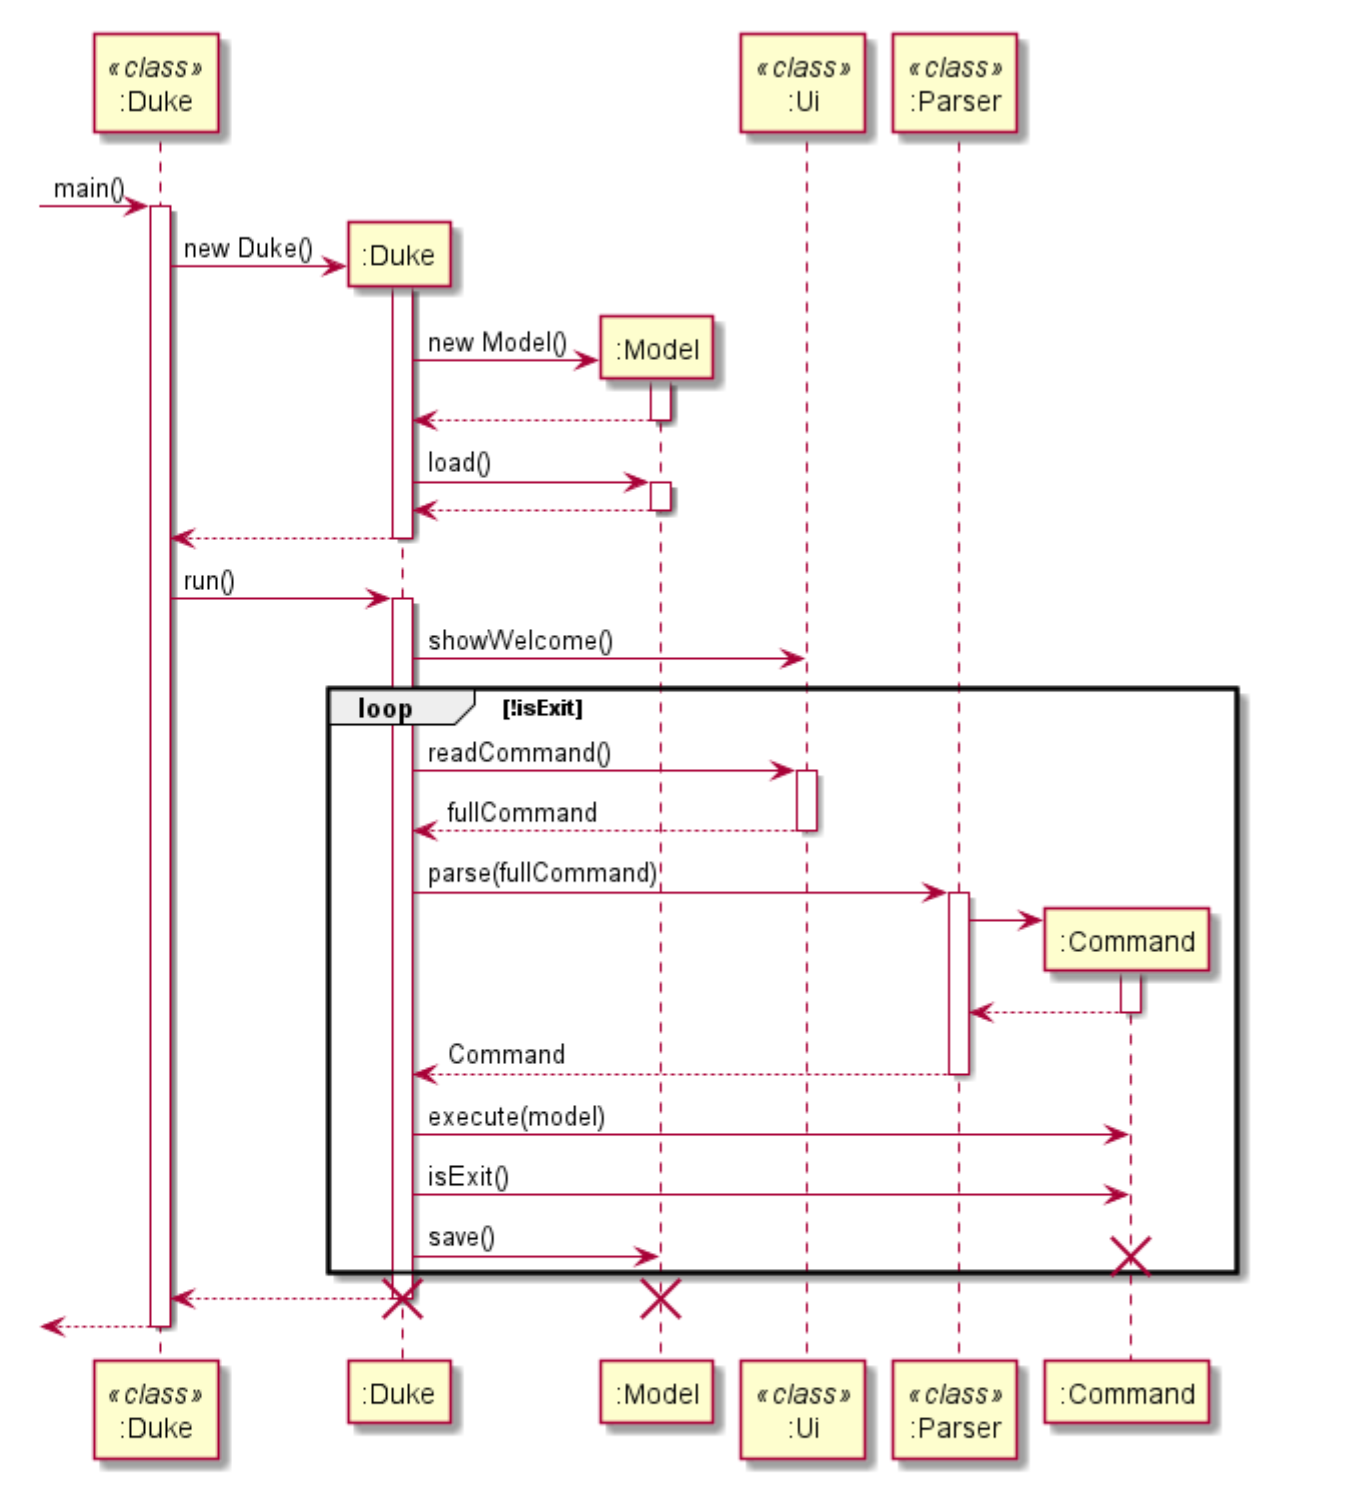 «class»
:Duke
«class»
:Ui
«class»
:Parser
main()
new Duke()
:Duke
new Model()
:Model
load()
run()
showWelcome()
loop
[!isExit]
readCommand()
fullCommand
parse(fullCommand)
:Command
Command
execute(model)
isExit()
save()
«class»
:Duke
:Duke
:Model
«class»
:Ui
«class»
:Parser
:Command